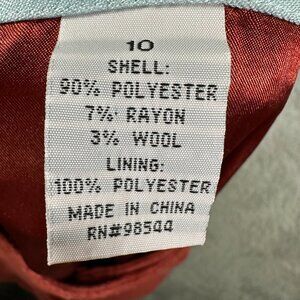 10
SHELL:
90% POLYESTER
7% RAYON
3% WOOL
LINING:
100% POLYESTER
MADE IN CHINA
RN#98544